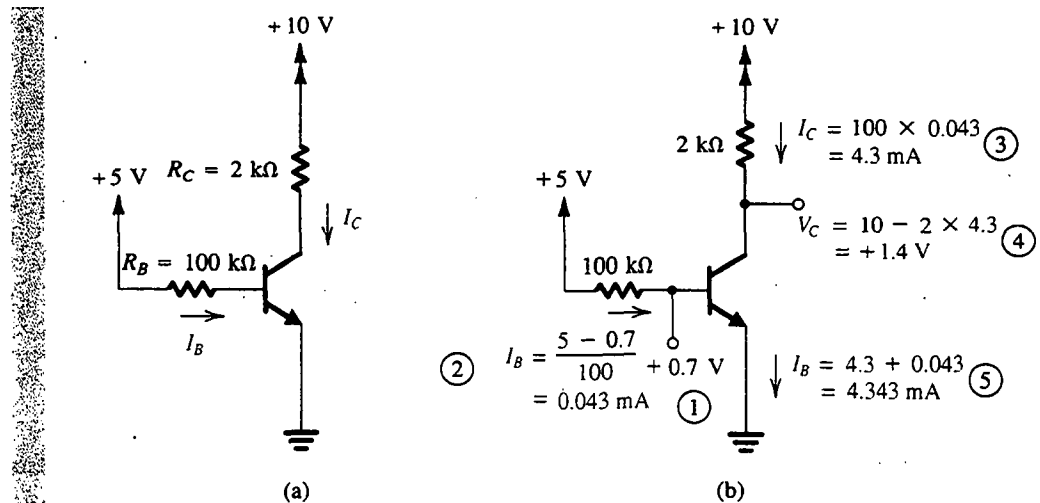 +10 V
R_C = 2 kΩ
+5 V
I_C
R_B = 100 kΩ
I_B
(a)
+10 V
2 kΩ
I_C = 100 × 0.043
= 4.3 mA
③
+5 V
V_C = 10 − 2 × 4.3
= +1.4 V
④
100 kΩ
②
I_B = (5 − 0.7)/100
= 0.043 mA
+0.7 V
①
I_B = 4.3 + 0.043
= 4.343 mA
⑤
(b)